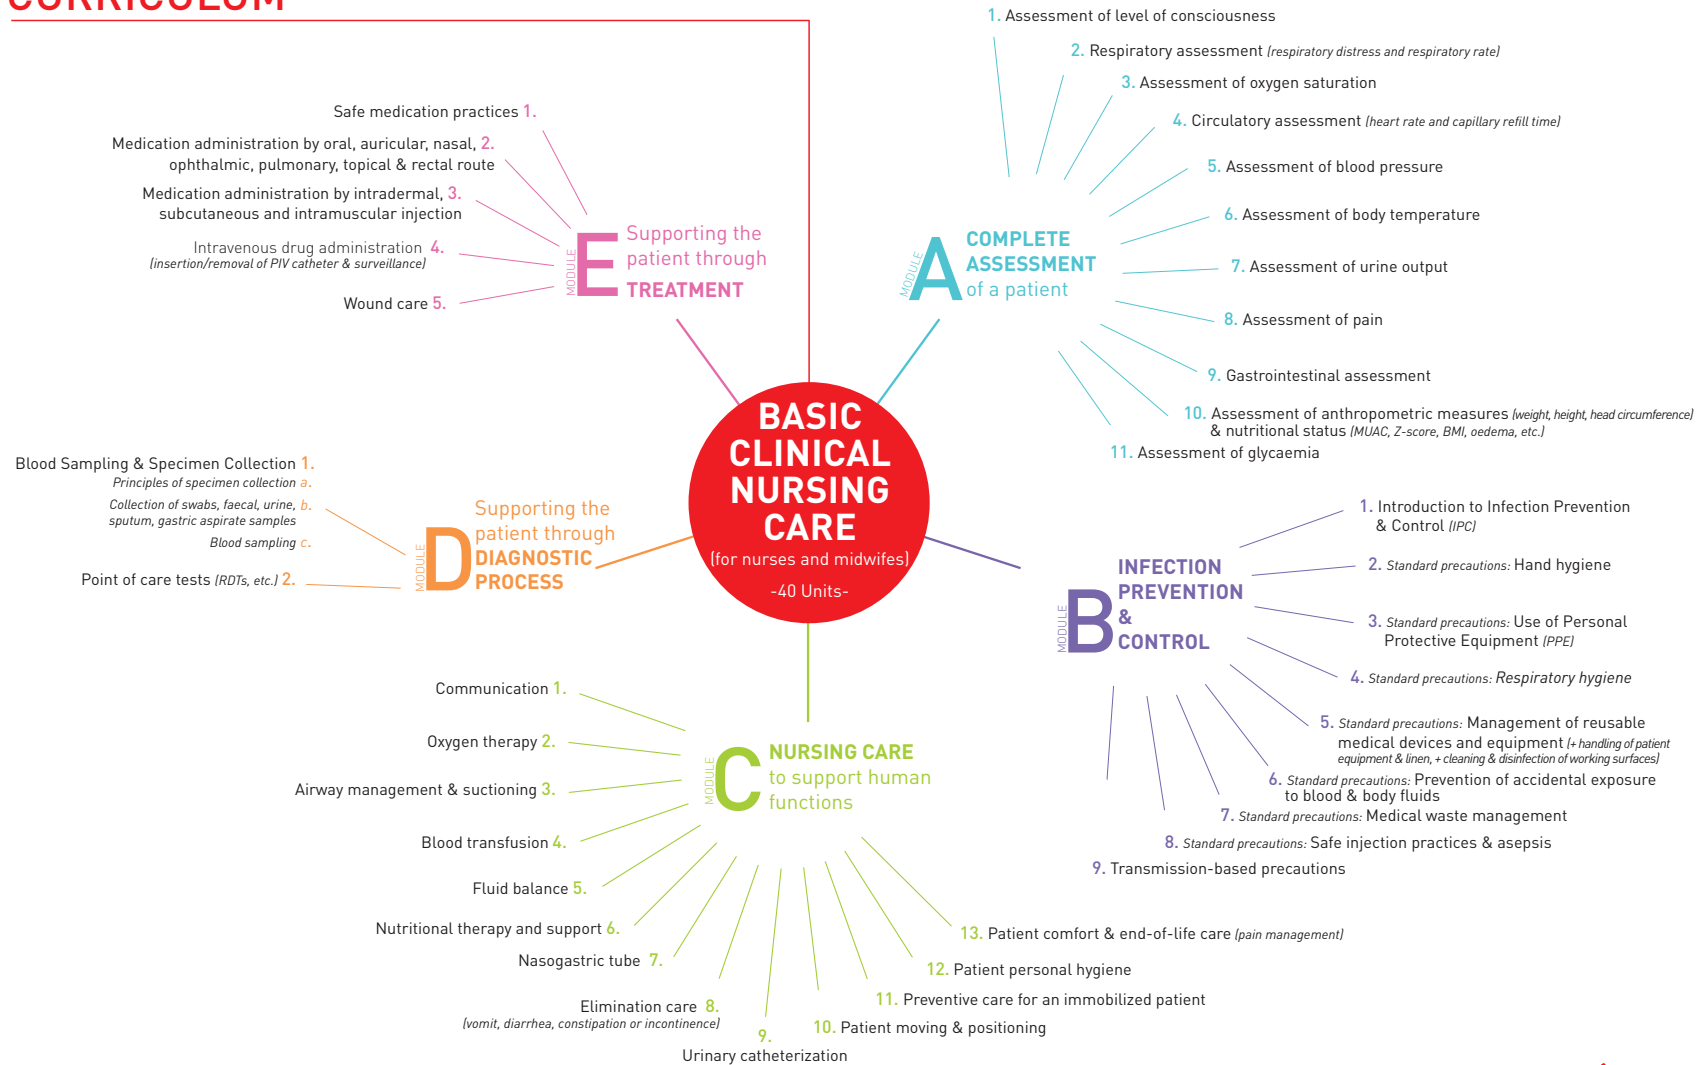 CURRICULUM
1. Assessment of level of consciousness
2. Respiratory assessment (respiratory distress and respiratory rate)
3. Assessment of oxygen saturation
4. Circulatory assessment (heart rate and capillary refill time)
5. Assessment of blood pressure
6. Assessment of body temperature
7. Assessment of urine output
8. Assessment of pain
9. Gastrointestinal assessment
10. Assessment of anthropometric measures (weight, height, head circumference)
& nutritional status (MUAC, Z-score, BMI, oedema, etc.)
11. Assessment of glycaemia
MODULE
A
COMPLETE
ASSESSMENT
of a patient
Safe medication practices 1.
Medication administration by oral, auricular, nasal, 2.
ophthalmic, pulmonary, topical & rectal route
Medication administration by intradermal, 3.
subcutaneous and intramuscular injection
Intravenous drug administration 4.
(insertion/removal of PIV catheter & surveillance)
Wound care 5.
MODULE
E
Supporting the
patient through
TREATMENT
BASIC
CLINICAL
NURSING
CARE
(for nurses and midwifes)
-40 Units-
Blood Sampling & Specimen Collection 1.
Principles of specimen collection a.
Collection of swabs, faecal, urine, b.
sputum, gastric aspirate samples
Blood sampling c.
Point of care tests (RDTs, etc.) 2.
MODULE
D
Supporting the
patient through
DIAGNOSTIC
PROCESS
MODULE
B
INFECTION
PREVENTION
&
CONTROL
1. Introduction to Infection Prevention
& Control (IPC)
2. Standard precautions: Hand hygiene
3. Standard precautions: Use of Personal
Protective Equipment (PPE)
4. Standard precautions: Respiratory hygiene
5. Standard precautions: Management of reusable
medical devices and equipment (+ handling of patient
equipment & linen, + cleaning & disinfection of working surfaces)
6. Standard precautions: Prevention of accidental exposure
to blood & body fluids
7. Standard precautions: Medical waste management
8. Standard precautions: Safe injection practices & asepsis
9. Transmission-based precautions
MODULE
C
NURSING CARE
to support human
functions
Communication 1.
Oxygen therapy 2.
Airway management & suctioning 3.
Blood transfusion 4.
Fluid balance 5.
Nutritional therapy and support 6.
Nasogastric tube 7.
Elimination care 8.
(vomit, diarrhea, constipation or incontinence)
9.
Urinary catheterization
10. Patient moving & positioning
11. Preventive care for an immobilized patient
12. Patient personal hygiene
13. Patient comfort & end-of-life care (pain management)